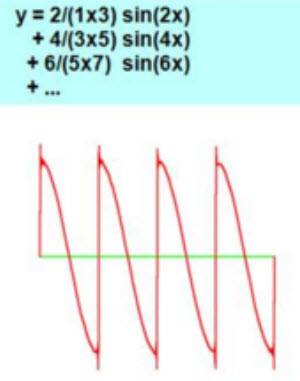 y = 2/(1x3) sin(2x)
+ 4/(3x5) sin(4x)
+ 6/(5x7) sin(6x)
+ ...